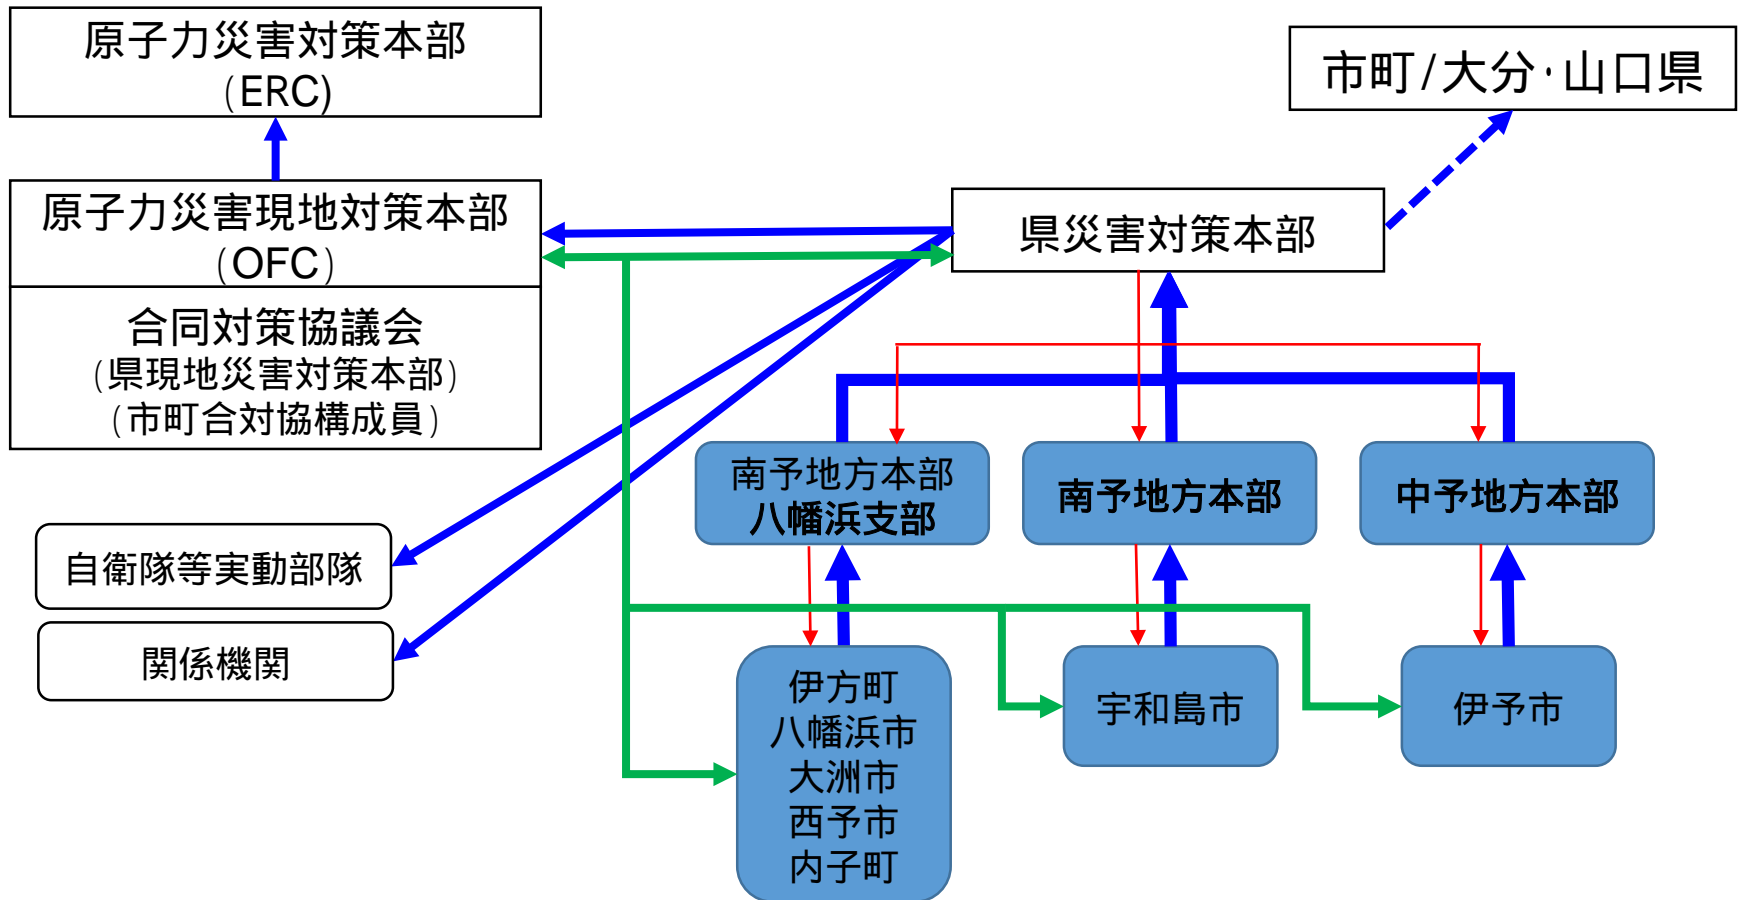 原子力災害対策本部
(ERC)
市町/大分･山口県
原子力災害現地対策本部
(OFC)
県災害対策本部
合同対策協議会
(県現地災害対策本部)
(市町合対協構成員)
南予地方本部
八幡浜支部
南予地方本部
中予地方本部
自衛隊等実動部隊
関係機関
伊方町
八幡浜市
大洲市
西予市
内子町
宇和島市
伊予市